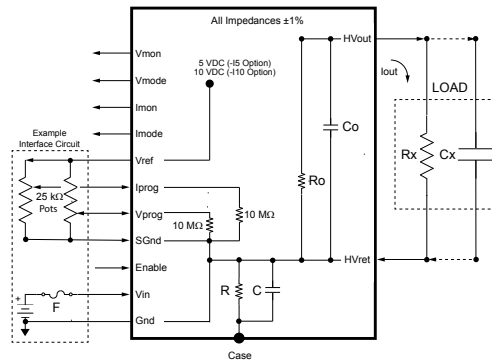 All Impedances ±1%
HVout
Vmon
5 VDC (-I5 Option)
10 VDC (-I10 Option)
Vmode
Iout
Imon
LOAD
Imode
Co
Example
Interface Circuit
Vref
Rx
Cx
Iprog
Ro
25 kΩ
Pots
Vprog
10 MΩ
10 MΩ
SGnd
Enable
HVret
Vin
R
C
+
F
Gnd
Case